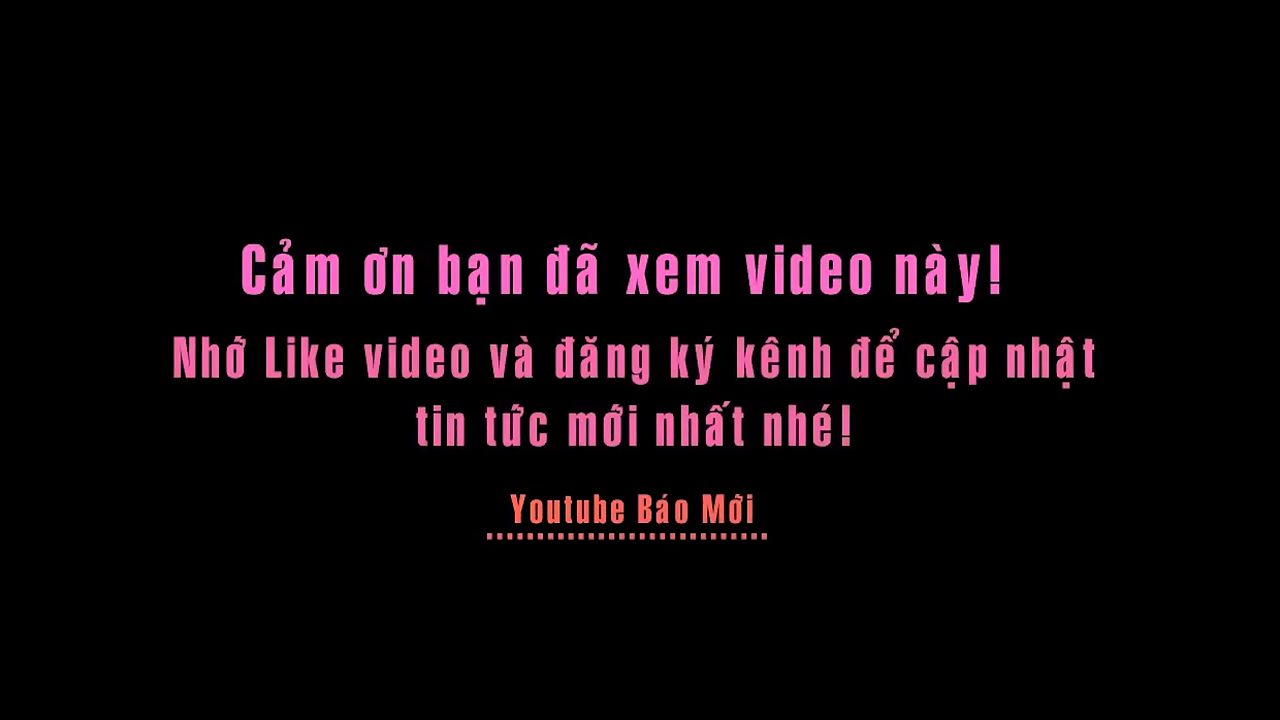 Cảm ơn bạn đã xem video này!
Nhớ Like video và đăng ký kênh để cập nhật
tin tức mới nhất nhé!
Youtube Báo Mới